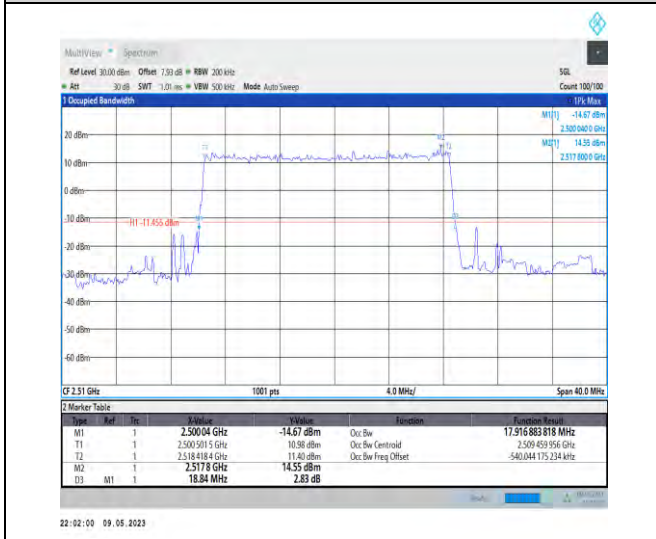 MultiView Spectrum
Ref Level 30.00 dBm Offset 7.93 dB RBW 200 kHz SGL
Att 30 dB SWT 1.01 ms VBW 500 kHz Mode Auto Sweep Count 100/100
1 Occupied Bandwidth 1Pk Max
M1[1] -14.67 dBm
2.500 040 0 GHz
M2[1] 14.55 dBm
2.517 800 0 GHz
20 dBm
M2
T1
T2
10 dBm
0 dBm
-10 dBm
H1 -11.455 dBm
-20 dBm
-30 dBm
-40 dBm
-50 dBm
-60 dBm
CF 2.51 GHz 1001 pts 4.0 MHz/ Span 40.0 MHz
2 Marker Table
Type Ref Trc X-Value Y-Value Function Function Result
M1 1 2.50004 GHz -14.67 dBm Occ Bw 17.916 883 818 MHz
T1 1 2.500 501 5 GHz 10.98 dBm Occ Bw Centroid 2.509 459 956 GHz
T2 1 2.518 418 4 GHz 11.40 dBm Occ Bw Freq Offset -540.044 175 234 kHz
M2 1 2.5178 GHz 14.55 dBm
D3 M1 1 18.84 MHz 2.83 dB
22:02:00 09.05.2023